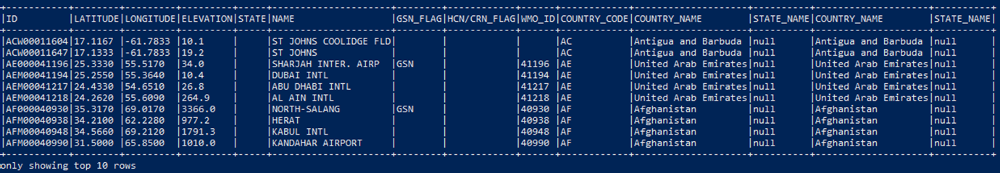 +-----------+--------+---------+---------+-----+---------------------+--------+------------+------+------------+--------------------+----------+--------------------+----------+
|ID         |LATITUDE|LONGITUDE|ELEVATION|STATE|NAME                 |GSN_FLAG|HCN/CRN_FLAG|WMO_ID|COUNTRY_CODE|COUNTRY_NAME        |STATE_NAME|COUNTRY_NAME        |STATE_NAME|
+-----------+--------+---------+---------+-----+---------------------+--------+------------+------+------------+--------------------+----------+--------------------+----------+
|ACW00011604|17.1167 |-61.7833 |10.1     |     |ST JOHNS COOLIDGE FLD|        |            |      |AC          |Antigua and Barbuda |null      |Antigua and Barbuda |null      |
|ACW00011647|17.1333 |-61.7833 |19.2     |     |ST JOHNS             |        |            |      |AC          |Antigua and Barbuda |null      |Antigua and Barbuda |null      |
|AE000041196|25.3330 |55.5170  |34.0     |     |SHARJAH INTER. AIRP  |GSN     |            |41196 |AE          |United Arab Emirates|null      |United Arab Emirates|null      |
|AEM00041194|25.2550 |55.3640  |10.4     |     |DUBAI INTL           |        |            |41194 |AE          |United Arab Emirates|null      |United Arab Emirates|null      |
|AEM00041217|24.4330 |54.6510  |26.8     |     |ABU DHABI INTL       |        |            |41217 |AE          |United Arab Emirates|null      |United Arab Emirates|null      |
|AEM00041218|24.2620 |55.6090  |264.9    |     |AL AIN INTL          |        |            |41218 |AE          |United Arab Emirates|null      |United Arab Emirates|null      |
|AF000040930|35.3170 |69.0170  |3366.0   |     |NORTH-SALANG         |GSN     |            |40930 |AF          |Afghanistan         |null      |Afghanistan         |null      |
|AFM00040938|34.2100 |62.2280  |977.2    |     |HERAT                |        |            |40938 |AF          |Afghanistan         |null      |Afghanistan         |null      |
|AFM00040948|34.5660 |69.2120  |1791.3   |     |KABUL INTL           |        |            |40948 |AF          |Afghanistan         |null      |Afghanistan         |null      |
|AFM00040990|31.5000 |65.8500  |1010.0   |     |KANDAHAR AIRPORT     |        |            |40990 |AF          |Afghanistan         |null      |Afghanistan         |null      |
+-----------+--------+---------+---------+-----+---------------------+--------+------------+------+------------+--------------------+----------+--------------------+----------+
only showing top 10 rows